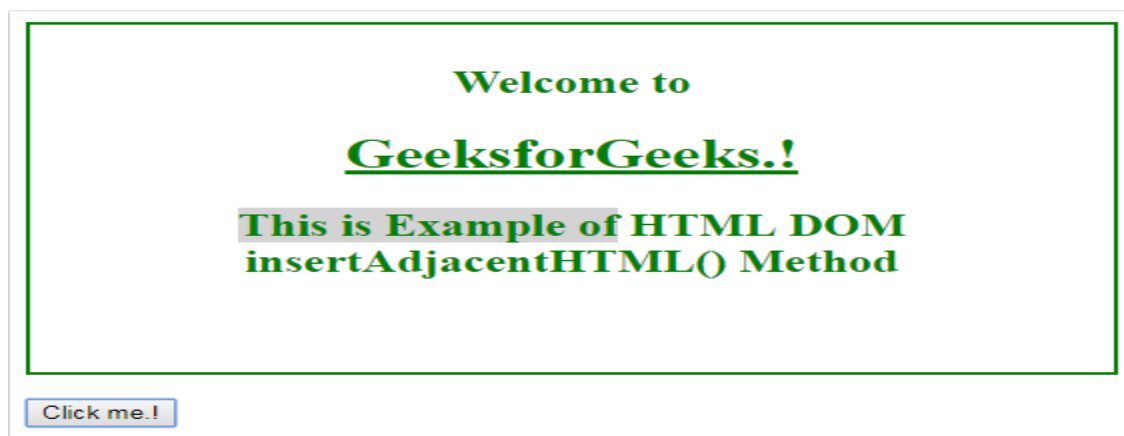 Welcome to
GeeksforGeeks.!
This is Example of HTML DOM
insertAdjacentHTML() Method
Click me.!